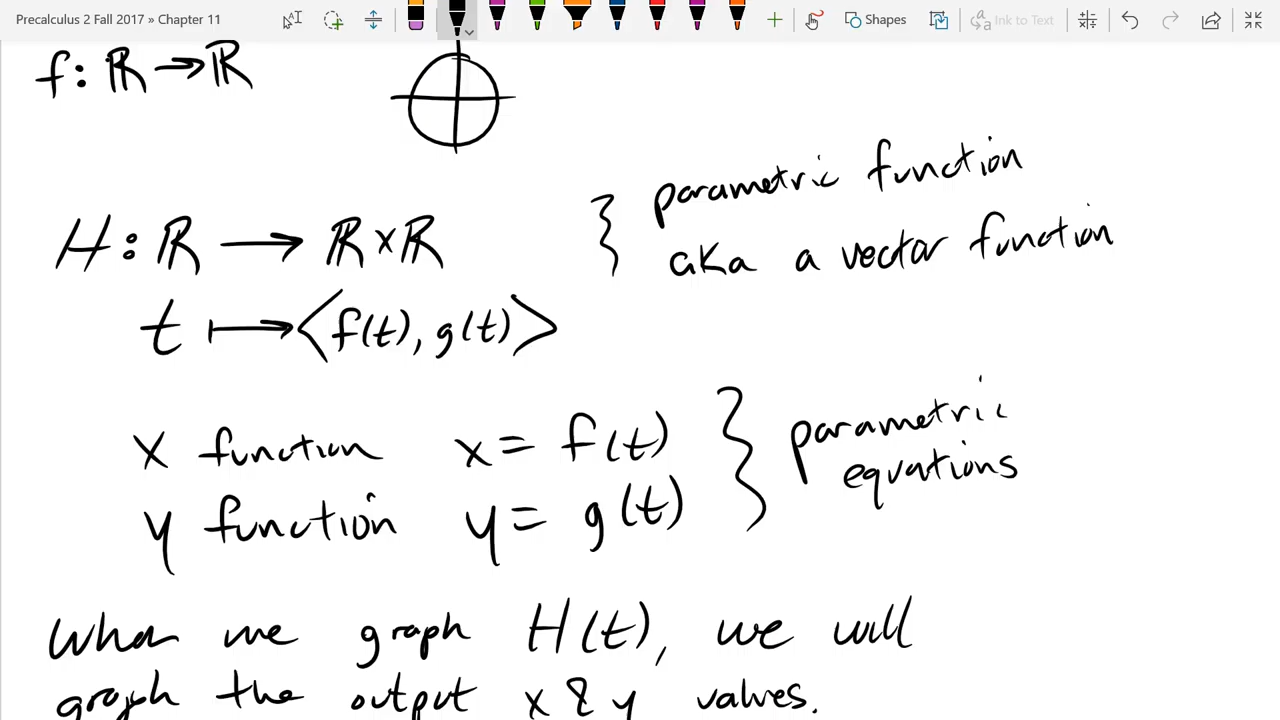 Precalculus 2 Fall 2017 » Chapter 11
Shapes
Ink to Text
f: ℝ → ℝ
H: ℝ → ℝ×ℝ
t ↦ <f(t), g(t)>
} parametric function
aka a vector function
x function x = f(t)
y function y = g(t)
} parametric
equations
When we graph H(t), we will
graph the output x & y values.